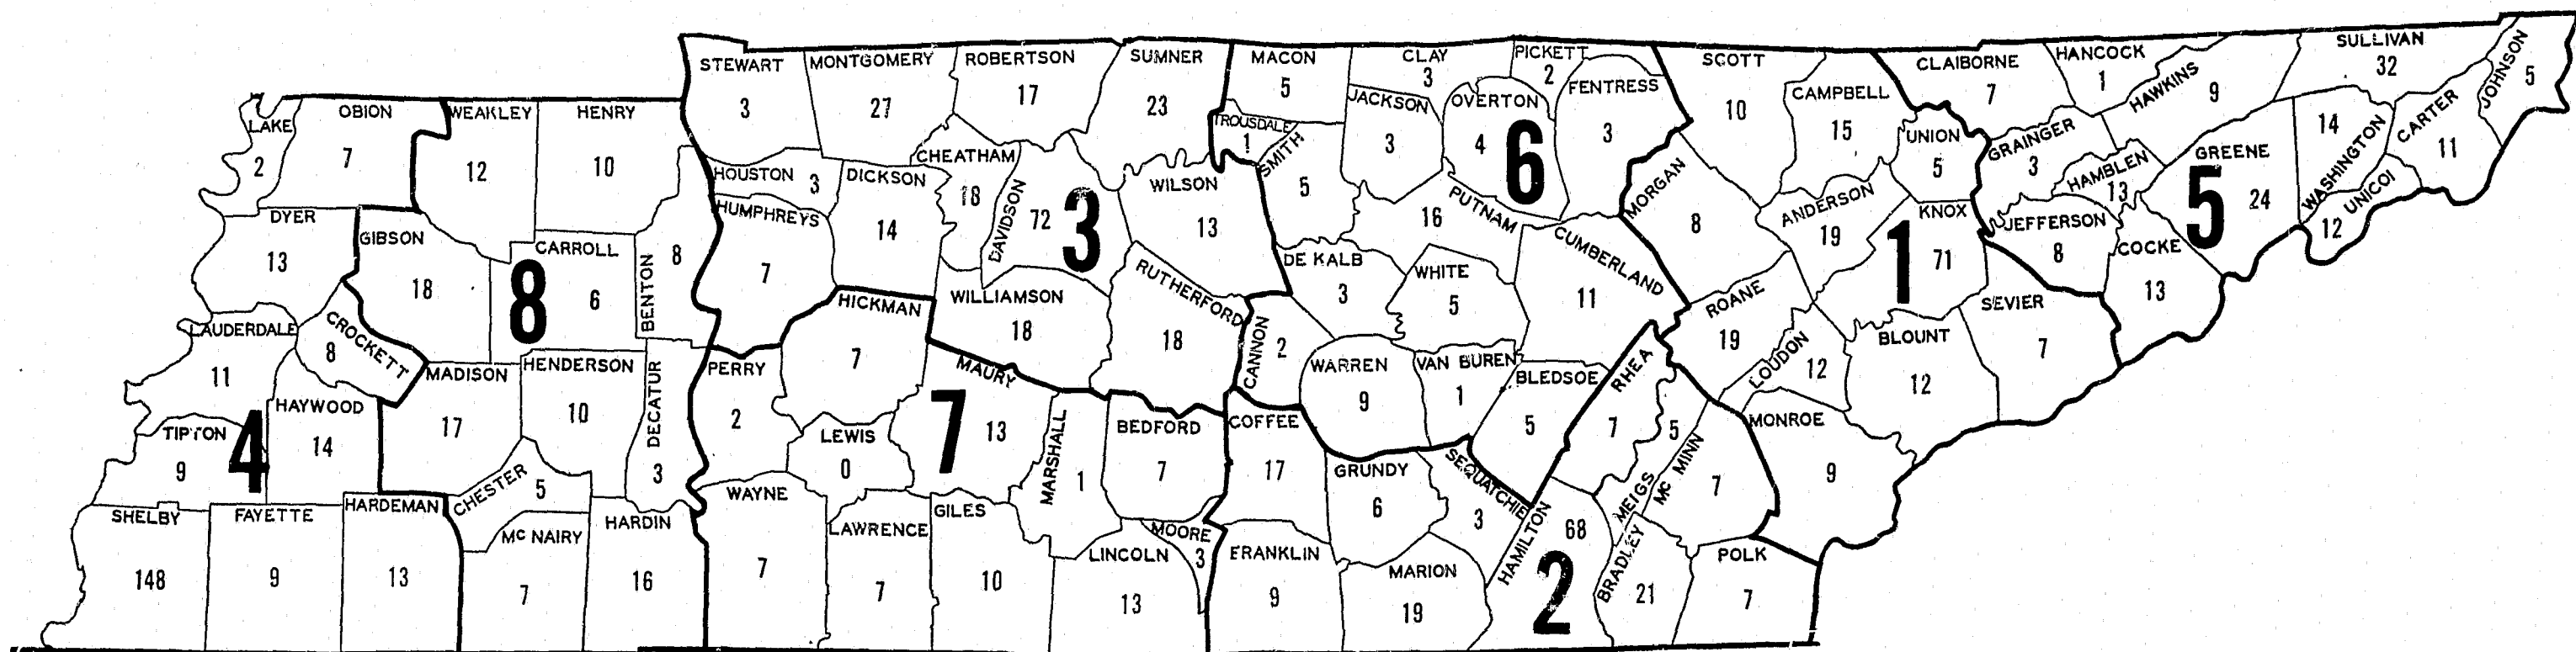 STEWART
3
MONTGOMERY
27
ROBERTSON
17
SUMNER
23
MACON
5
CLAY
3
PICKETT
2
FENTRESS
3
SCOTT
10
CAMPBELL
15
CLAIBORNE
7
HANCOCK
1
HAWKINS
9
SULLIVAN
32
JOHNSON
5
LAKE
2
OBION
7
WEAKLEY
12
HENRY
10
HOUSTON 3
DICKSON
14
CHEATHAM
18
DAVIDSON
72
3
WILSON
13
TROUSDALE
1
SMITH
5
JACKSON
3
OVERTON
4
6
PUTNAM
16
CUMBERLAND
11
MORGAN
8
ANDERSON
19
UNION
5
KNOX
71
1
GRAINGER
3
HAMBLEN
13
JEFFERSON
8
COCKE
13
GREENE
24
5
WASHINGTON
14
UNICOI
12
CARTER
11
DYER
13
GIBSON
18
8
CARROLL
6
BENTON
8
HUMPHREYS
7
HICKMAN
7
WILLIAMSON
18
RUTHERFORD
18
CANNON
2
DE KALB
3
WHITE
5
WARREN
9
VAN BUREN
1
BLEDSOE
5
RHEA
7
ROANE
19
LOUDON
12
BLOUNT
12
SEVIER
7
LAUDERDALE
11
CROCKETT
8
HAYWOOD
14
TIPTON
9
4
MADISON
17
HENDERSON
10
DECATUR
3
PERRY
2
LEWIS
0
MAURY
13
7
MARSHALL
1
BEDFORD
7
COFFEE
17
GRUNDY
6
SEQUATCHIE
3
MEIGS
5
MC MINN
7
MONROE
9
SHELBY
148
FAYETTE
9
HARDEMAN
13
CHESTER
5
MC NAIRY
7
HARDIN
16
WAYNE
7
LAWRENCE
7
GILES
10
LINCOLN
13
MOORE
3
FRANKLIN
9
MARION
19
HAMILTON
68
2
BRADLEY
21
POLK
7